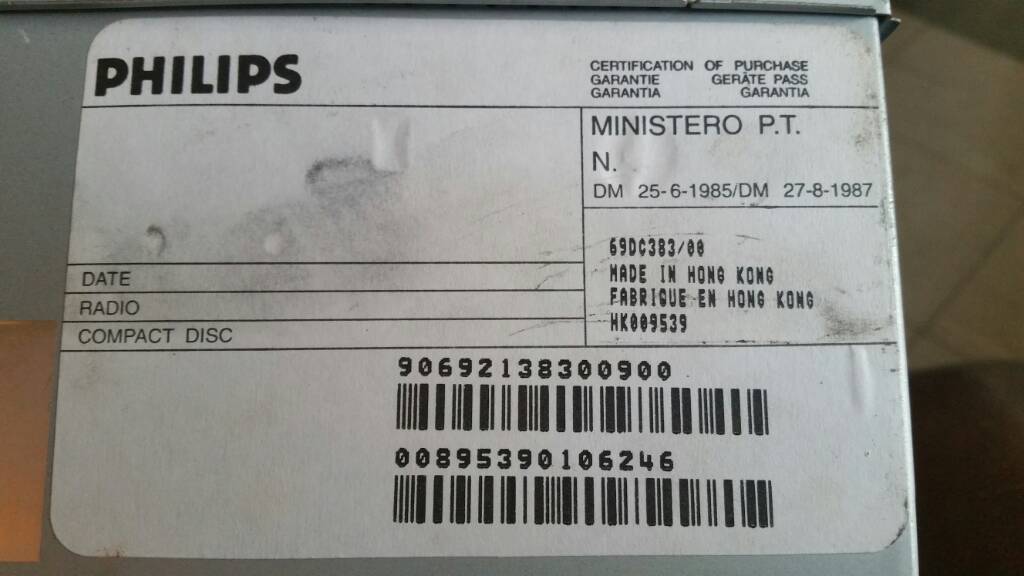 PHILIPS
CERTIFICATION OF PURCHASE
GARANTIE GERÄTE PASS
GARANTIA GARANTIA
MINISTERO P.T.
N.
DM 25-6-1985/DM 27-8-1987
69DC383/00
MADE IN HONG KONG
FABRIQUE EN HONG KONG
HK009539
DATE
RADIO
COMPACT DISC
90692138300900
00895390106246